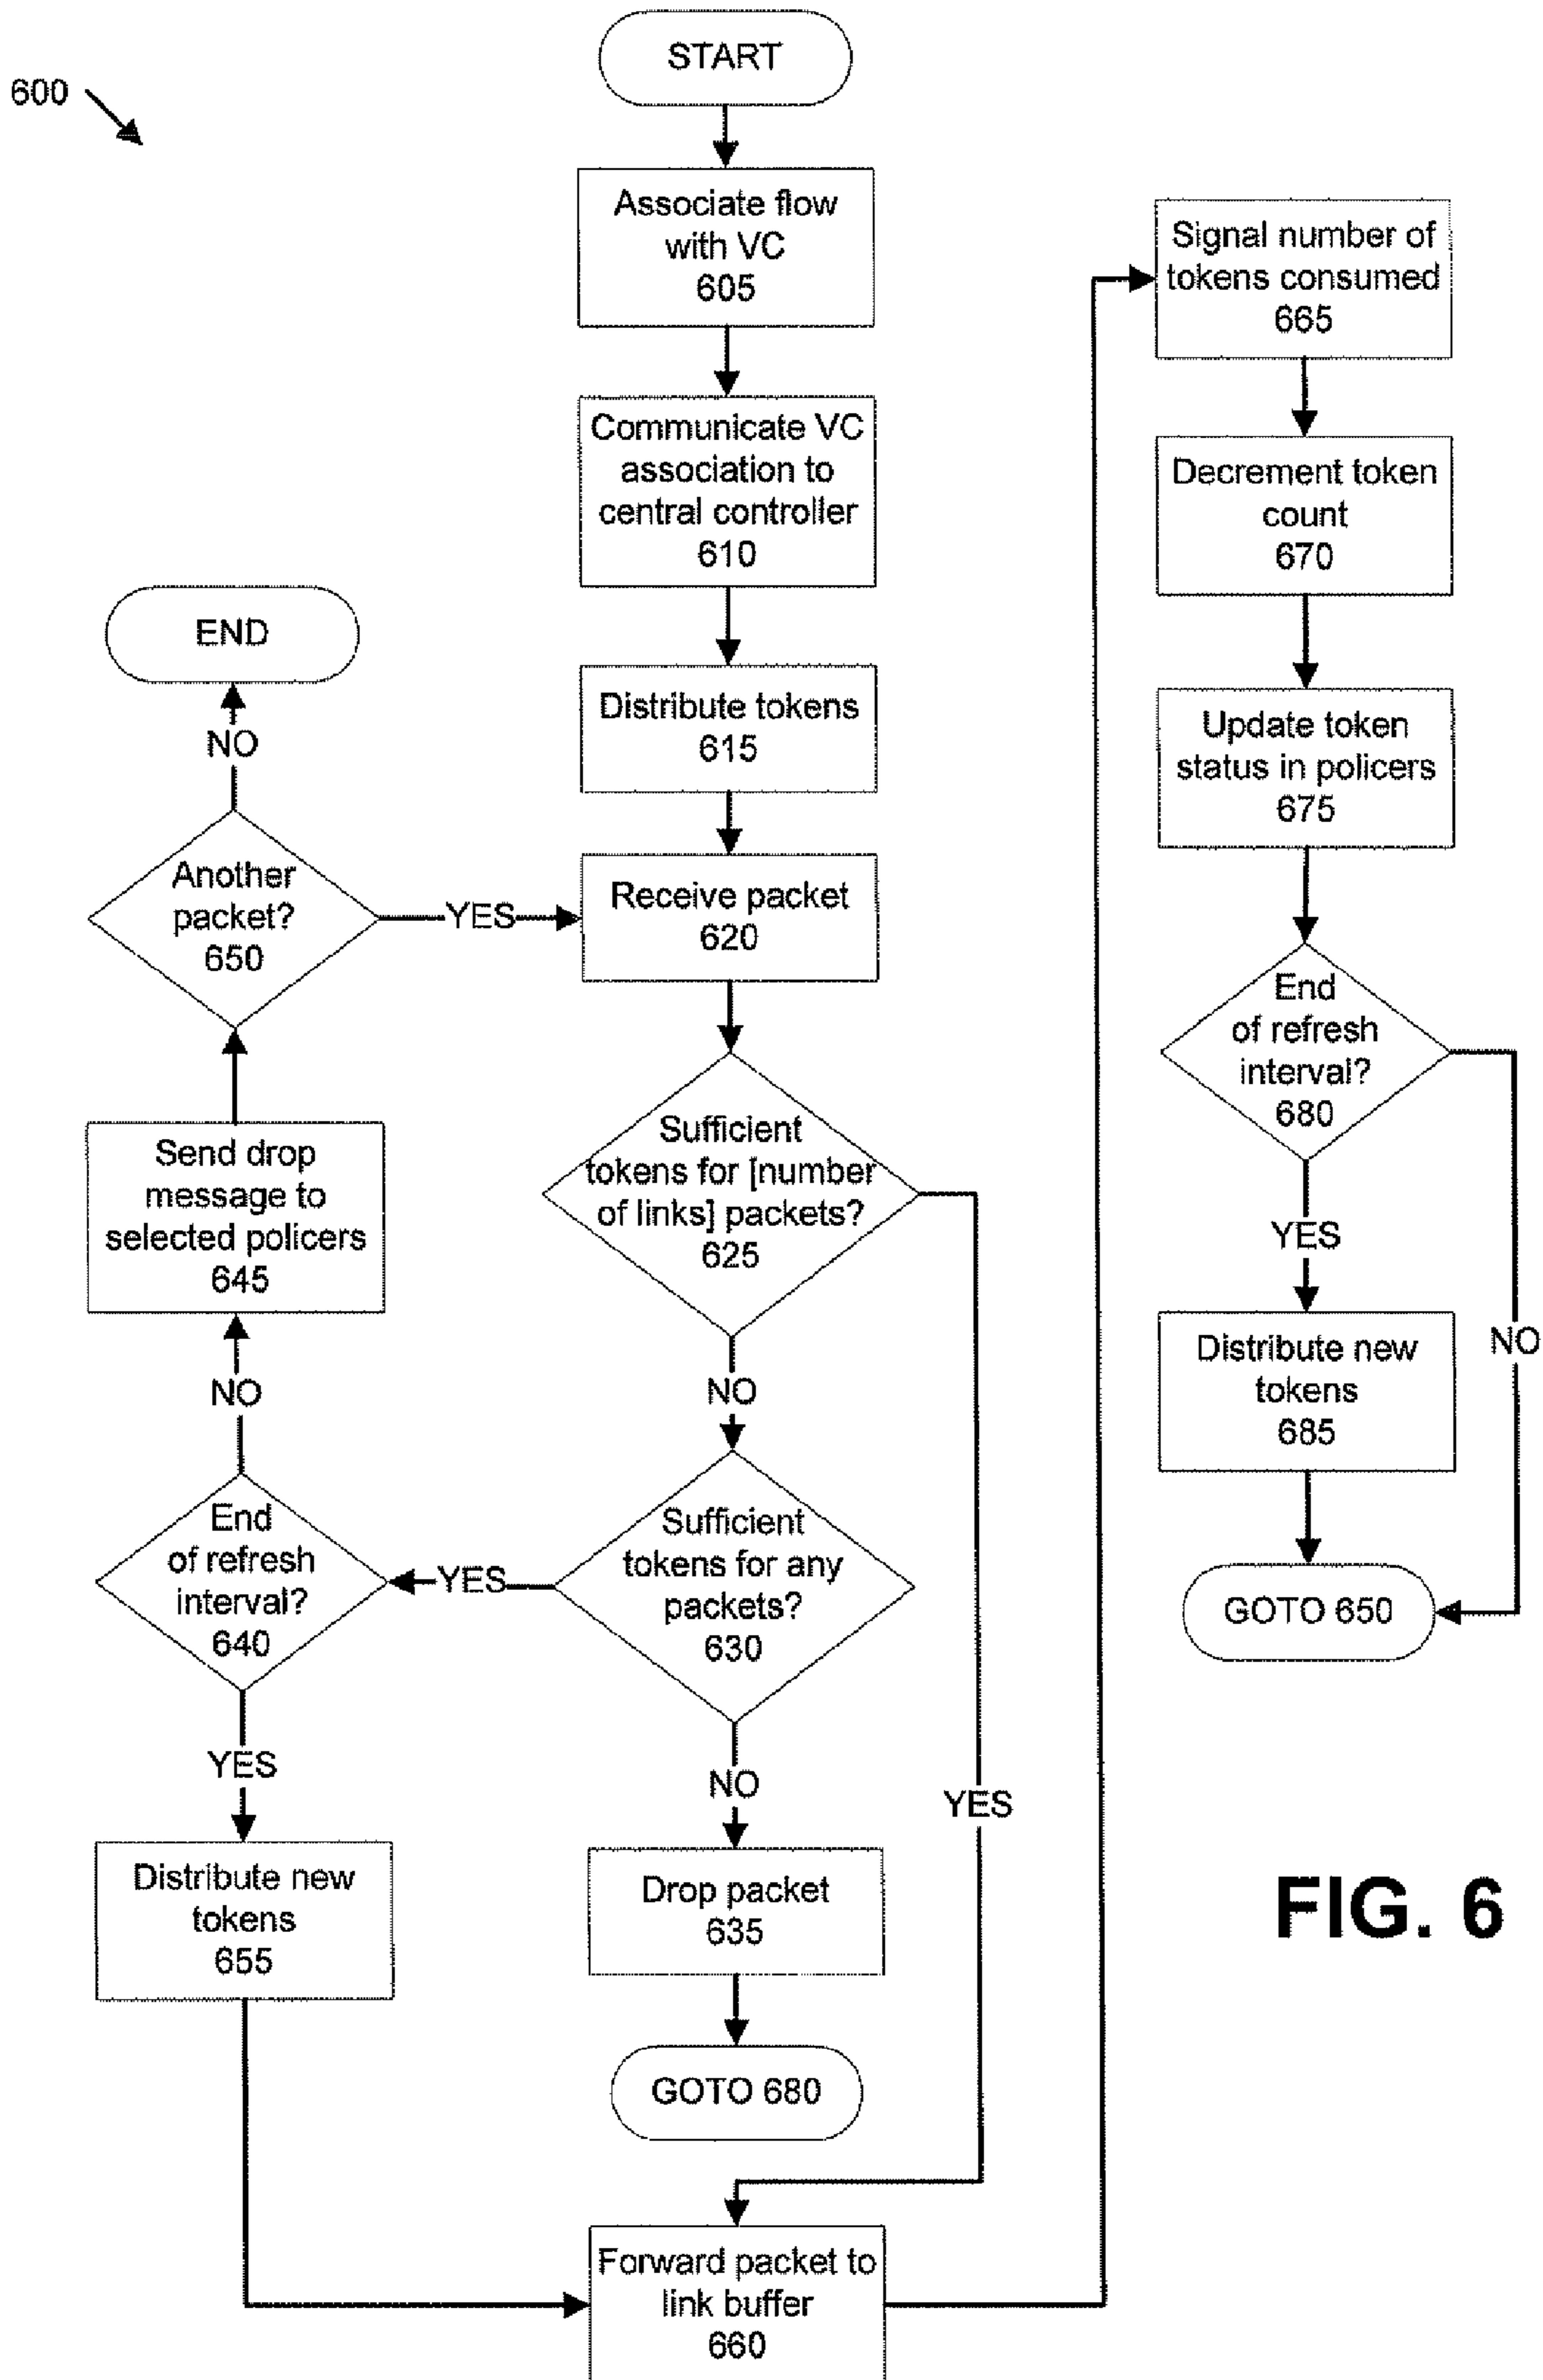 600
START
Associate flow
with VC
605
Communicate VC
association to
central controller
610
Distribute tokens
615
Receive packet
620
Sufficient
tokens for [number
of links] packets?
625
NO
YES
Sufficient
tokens for any
packets?
630
YES
NO
Drop packet
635
GOTO 680
End
of refresh
interval?
640
NO
YES
Send drop
message to
selected policers
645
Another
packet?
650
NO
YES
END
Distribute new
tokens
655
Forward packet to
link buffer
660
Signal number of
tokens consumed
665
Decrement token
count
670
Update token
status in policers
675
End
of refresh
interval?
680
YES
NO
Distribute new
tokens
685
GOTO 650
FIG. 6